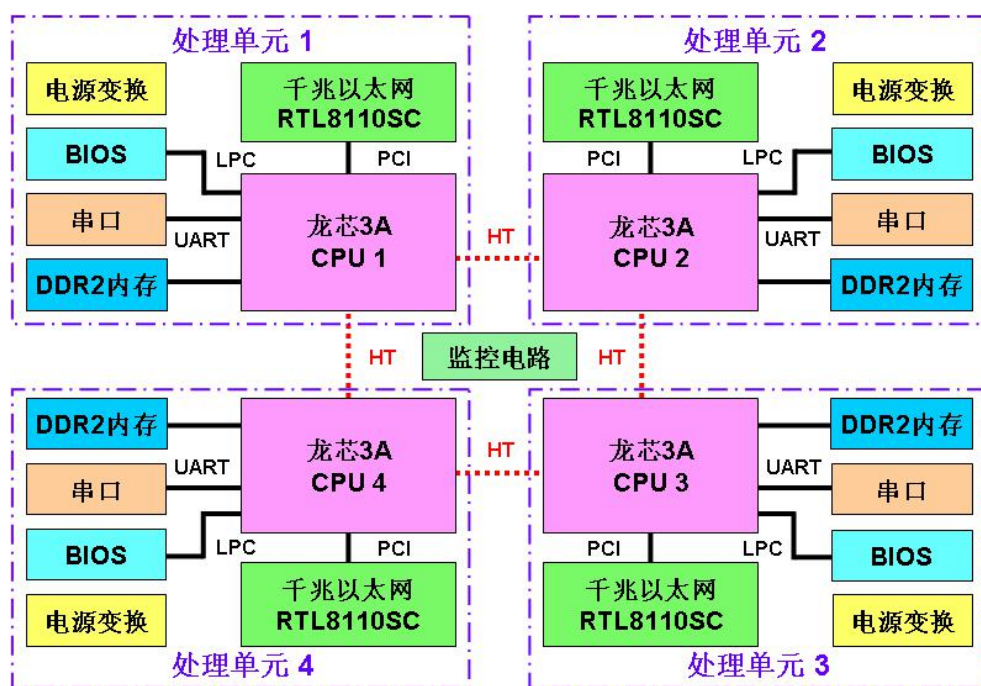 处理单元 1
电源变换
千兆以太网
RTL8110SC
BIOS
LPC
PCI
串口
UART
龙芯3A
CPU 1
DDR2内存
HT
处理单元 2
千兆以太网
RTL8110SC
电源变换
PCI
LPC
BIOS
龙芯3A
CPU 2
串口
UART
DDR2内存
HT
监控电路
HT
DDR2内存
龙芯3A
CPU 4
UART
串口
LPC
PCI
BIOS
千兆以太网
RTL8110SC
电源变换
处理单元 4
HT
龙芯3A
CPU 3
DDR2内存
UART
串口
PCI
LPC
BIOS
千兆以太网
RTL8110SC
电源变换
处理单元 3